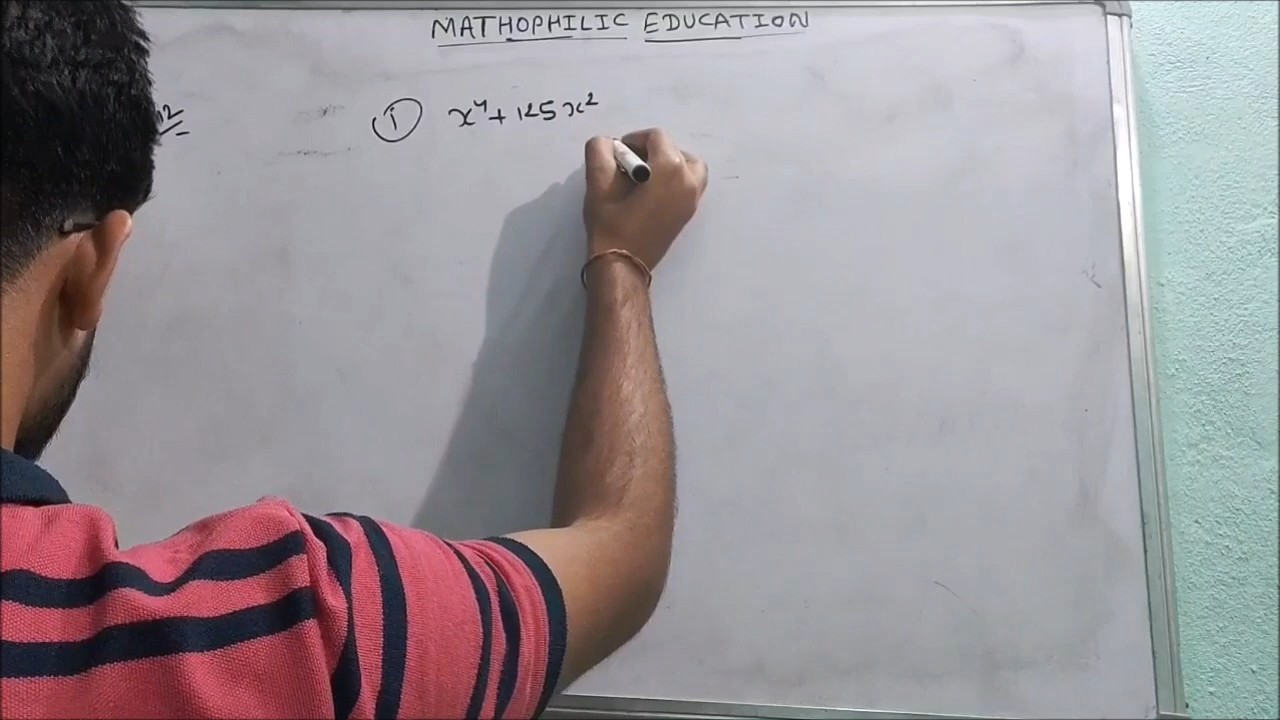 MATHOPHILIC EDUCATION
① x⁴ + 125x²